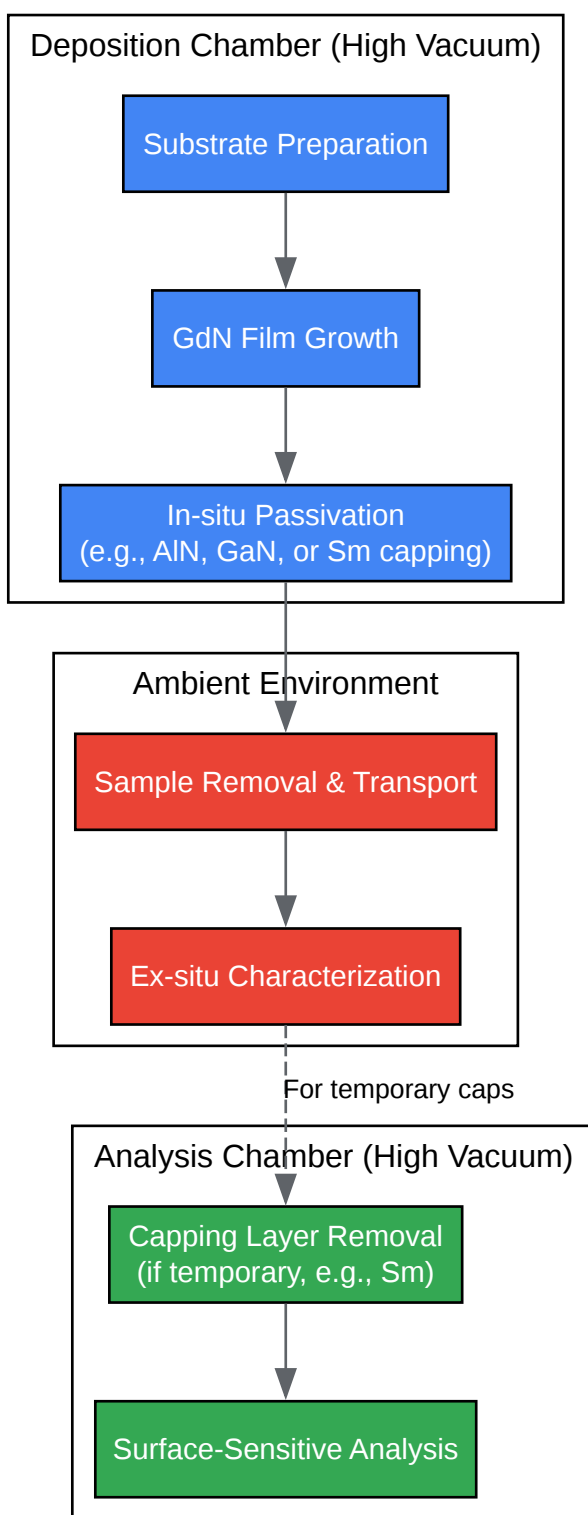 Deposition Chamber (High Vacuum)
Substrate Preparation
GdN Film Growth
In-situ Passivation
(e.g., AlN, GaN, or Sm capping)
Ambient Environment
Sample Removal & Transport
Ex-situ Characterization
For temporary caps
Analysis Chamber (High Vacuum)
Capping Layer Removal
(if temporary, e.g., Sm)
Surface-Sensitive Analysis